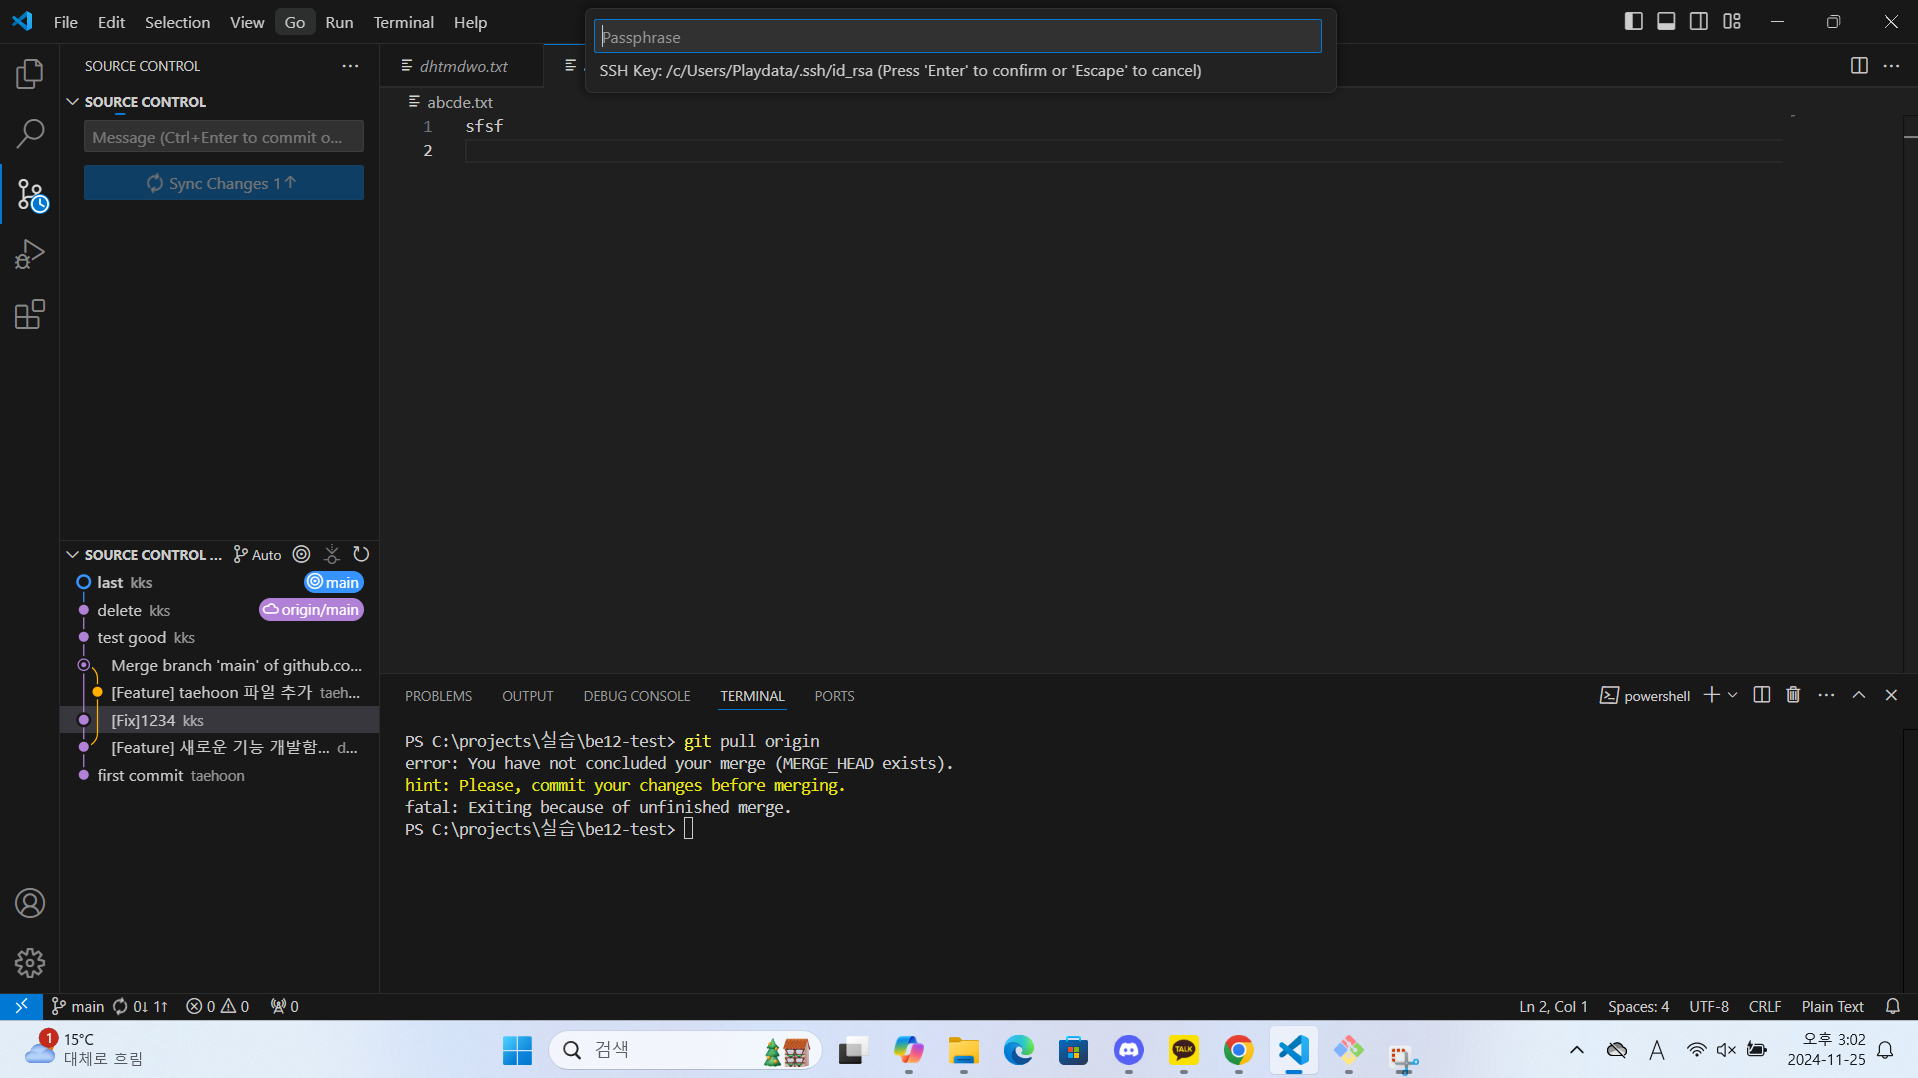 File Edit Selection View Go Run Terminal Help
Passphrase
SSH Key: /c/Users/Playdata/.ssh/id_rsa (Press 'Enter' to confirm or 'Escape' to cancel)
SOURCE CONTROL
dhtmdwo.txt
SOURCE CONTROL
abcde.txt
Message (Ctrl+Enter to commit o...
1 sfsf
2
Sync Changes 1↑
SOURCE CONTROL ... Auto
last kks main
delete kks origin/main
test good kks
Merge branch 'main' of github.co...
[Feature] taehoon 파일 추가 taeh...
[Fix]1234 kks
[Feature] 새로운 기능 개발함... d...
first commit taehoon
PROBLEMS OUTPUT DEBUG CONSOLE TERMINAL PORTS
powershell
PS C:\projects\실습\be12-test> git pull origin
error: You have not concluded your merge (MERGE_HEAD exists).
hint: Please, commit your changes before merging.
fatal: Exiting because of unfinished merge.
PS C:\projects\실습\be12-test>
main 0↓ 1↑ 0 0 0
Ln 2, Col 1 Spaces: 4 UTF-8 CRLF Plain Text
1
15°C
대체로 흐림
검색
TALK
A
오후 3:02
2024-11-25